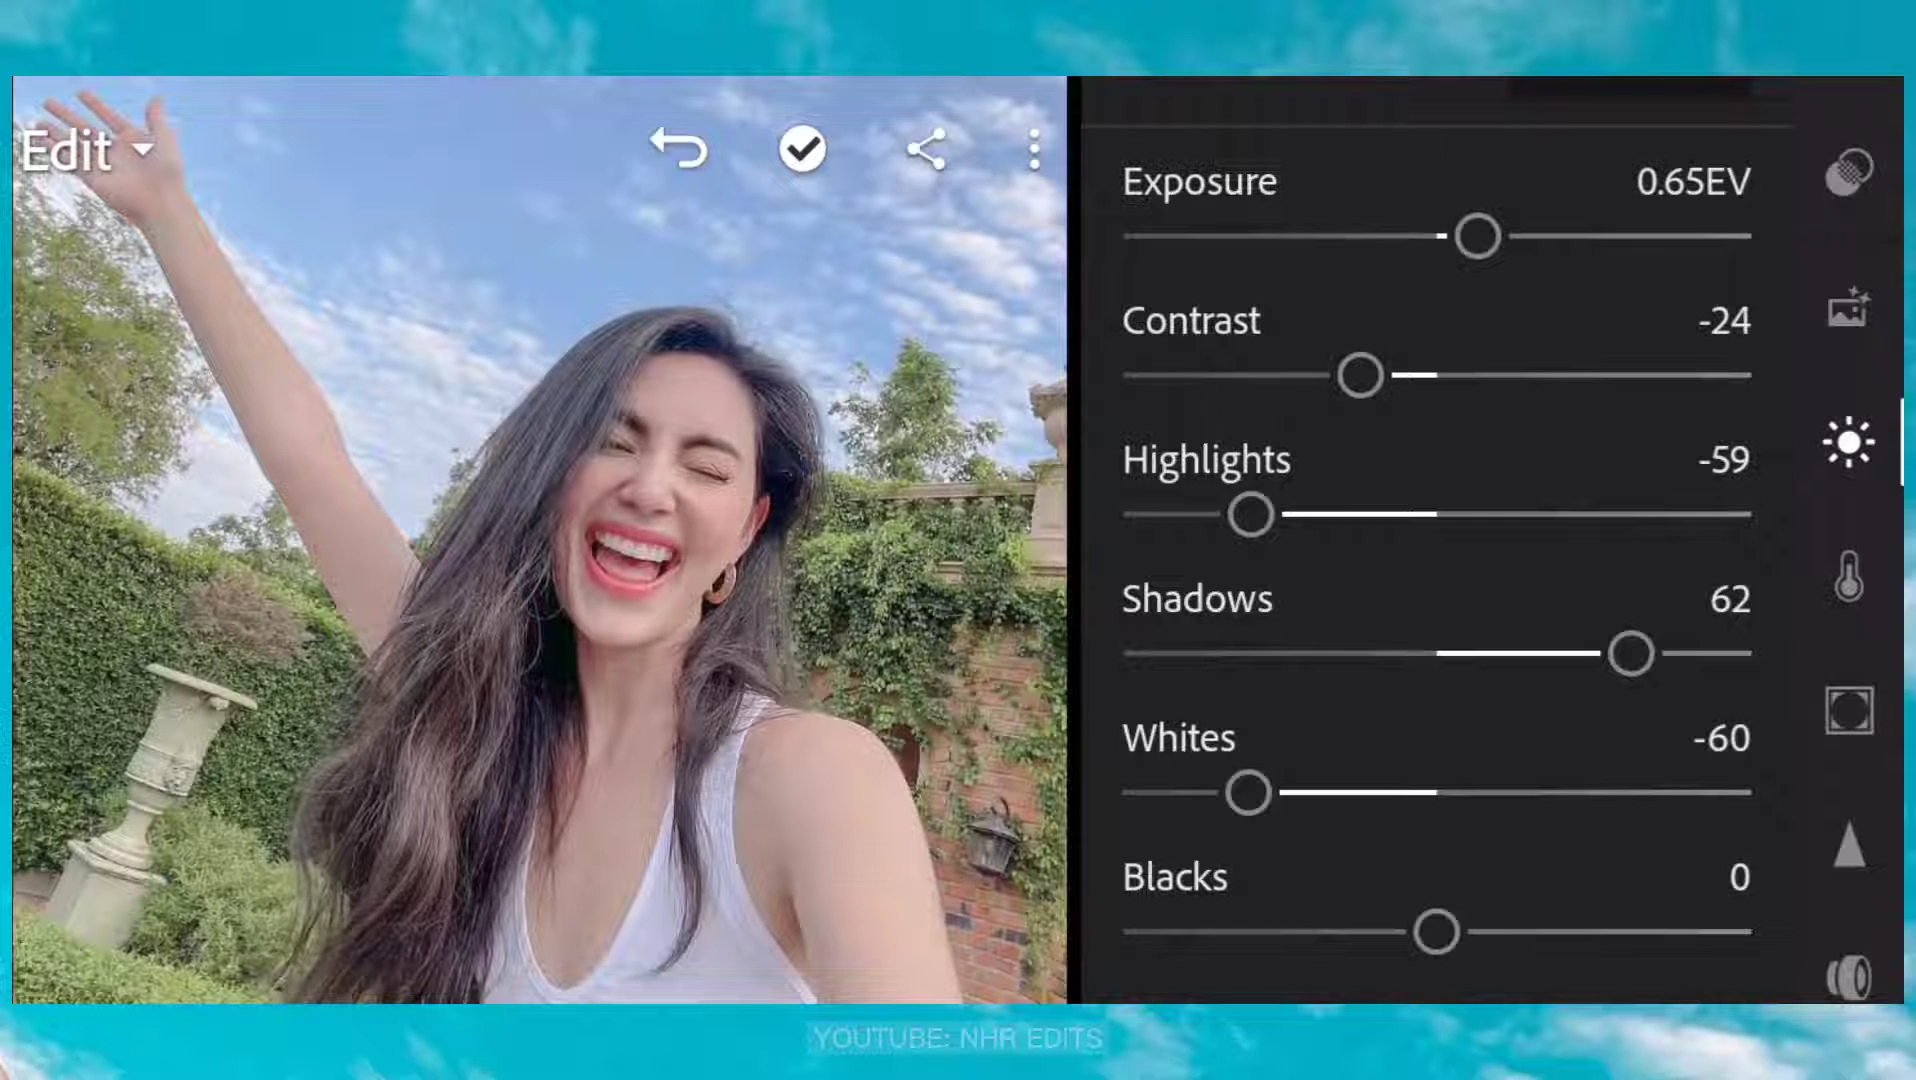 Edit
Exposure 0.65EV
Contrast -24
Highlights -59
Shadows 62
Whites -60
Blacks 0
YOUTUBE: NHR EDITS